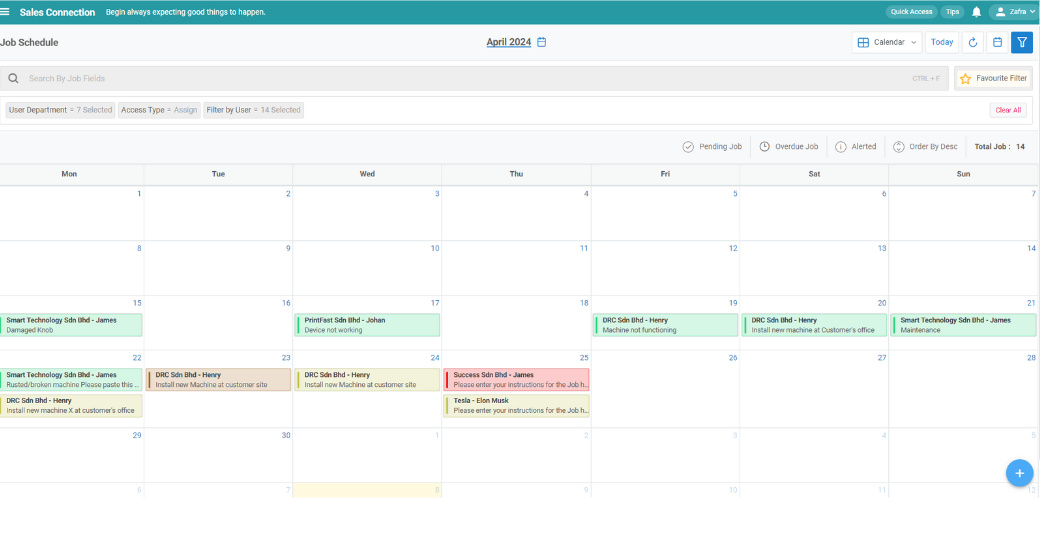 Sales Connection Begin always expecting good things to happen. Quick Access Tips Zafra
Job Schedule April 2024 Calendar Today
Search By Job Fields CTRL + F Favourite Filter
User Department = 7 Selected Access Type = Assign Filter by User = 14 Selected Clear All
Pending Job Overdue Job Alerted Order By Desc Total Job : 14
Mon Tue Wed Thu Fri Sat Sun
1 2 3 4 5 6 7
8 9 10 11 12 13 14
15 16 17 18 19 20 21
Smart Technology Sdn Bhd - James PrintFast Sdn Bhd - Johan DRC Sdn Bhd - Henry DRC Sdn Bhd - Henry Smart Technology Sdn Bhd - James
Damaged Knob Device not working Machine not functioning Install new machine at Customer's office Maintenance
22 23 24 25 26 27 28
Smart Technology Sdn Bhd - James DRC Sdn Bhd - Henry DRC Sdn Bhd - Henry Success Sdn Bhd - James
Rusted/broken machine Please paste this ... Install new Machine at customer site Install new Machine at customer site Please enter your instructions for the Job h...
DRC Sdn Bhd - Henry Tesla - Elon Musk
Install new machine X at customer's office Please enter your instructions for the Job h...
29 30 1 2 3 4 5
6 7 8 9 10 11 12